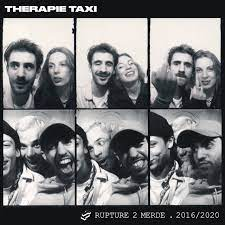 THERAPIE TAXI
RUPTURE 2 MERDE . 2016/2020